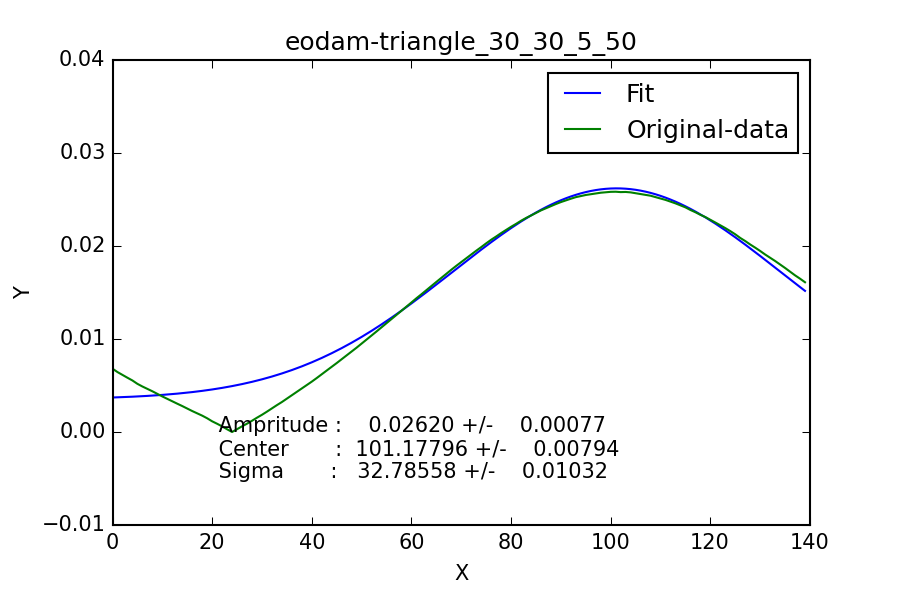 eodam-triangle_30_30_5_50
0.04
0.03
0.02
0.01
0.00
−0.01
Y
Fit
Original-data
Ampritude : 0.02620 +/- 0.00077
Center : 101.17796 +/- 0.00794
Sigma : 32.78558 +/- 0.01032
0 20 40 60 80 100 120 140
X